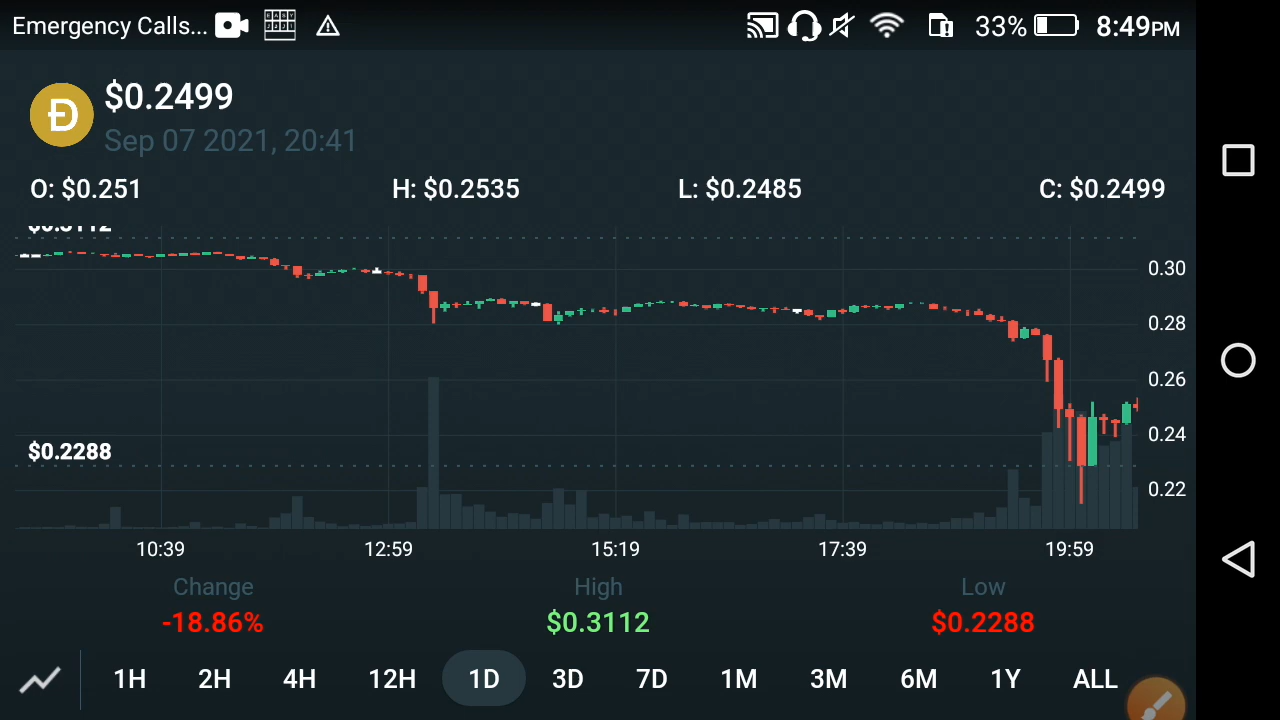 Emergency Calls... 33% 8:49PM
$0.2499
Sep 07 2021, 20:41
O: $0.251 H: $0.2535 L: $0.2485 C: $0.2499
$0.3112
0.30
0.28
0.26
0.24
$0.2288
0.22
10:39 12:59 15:19 17:39 19:59
Change High Low
-18.86% $0.3112 $0.2288
1H 2H 4H 12H 1D 3D 7D 1M 3M 6M 1Y ALL